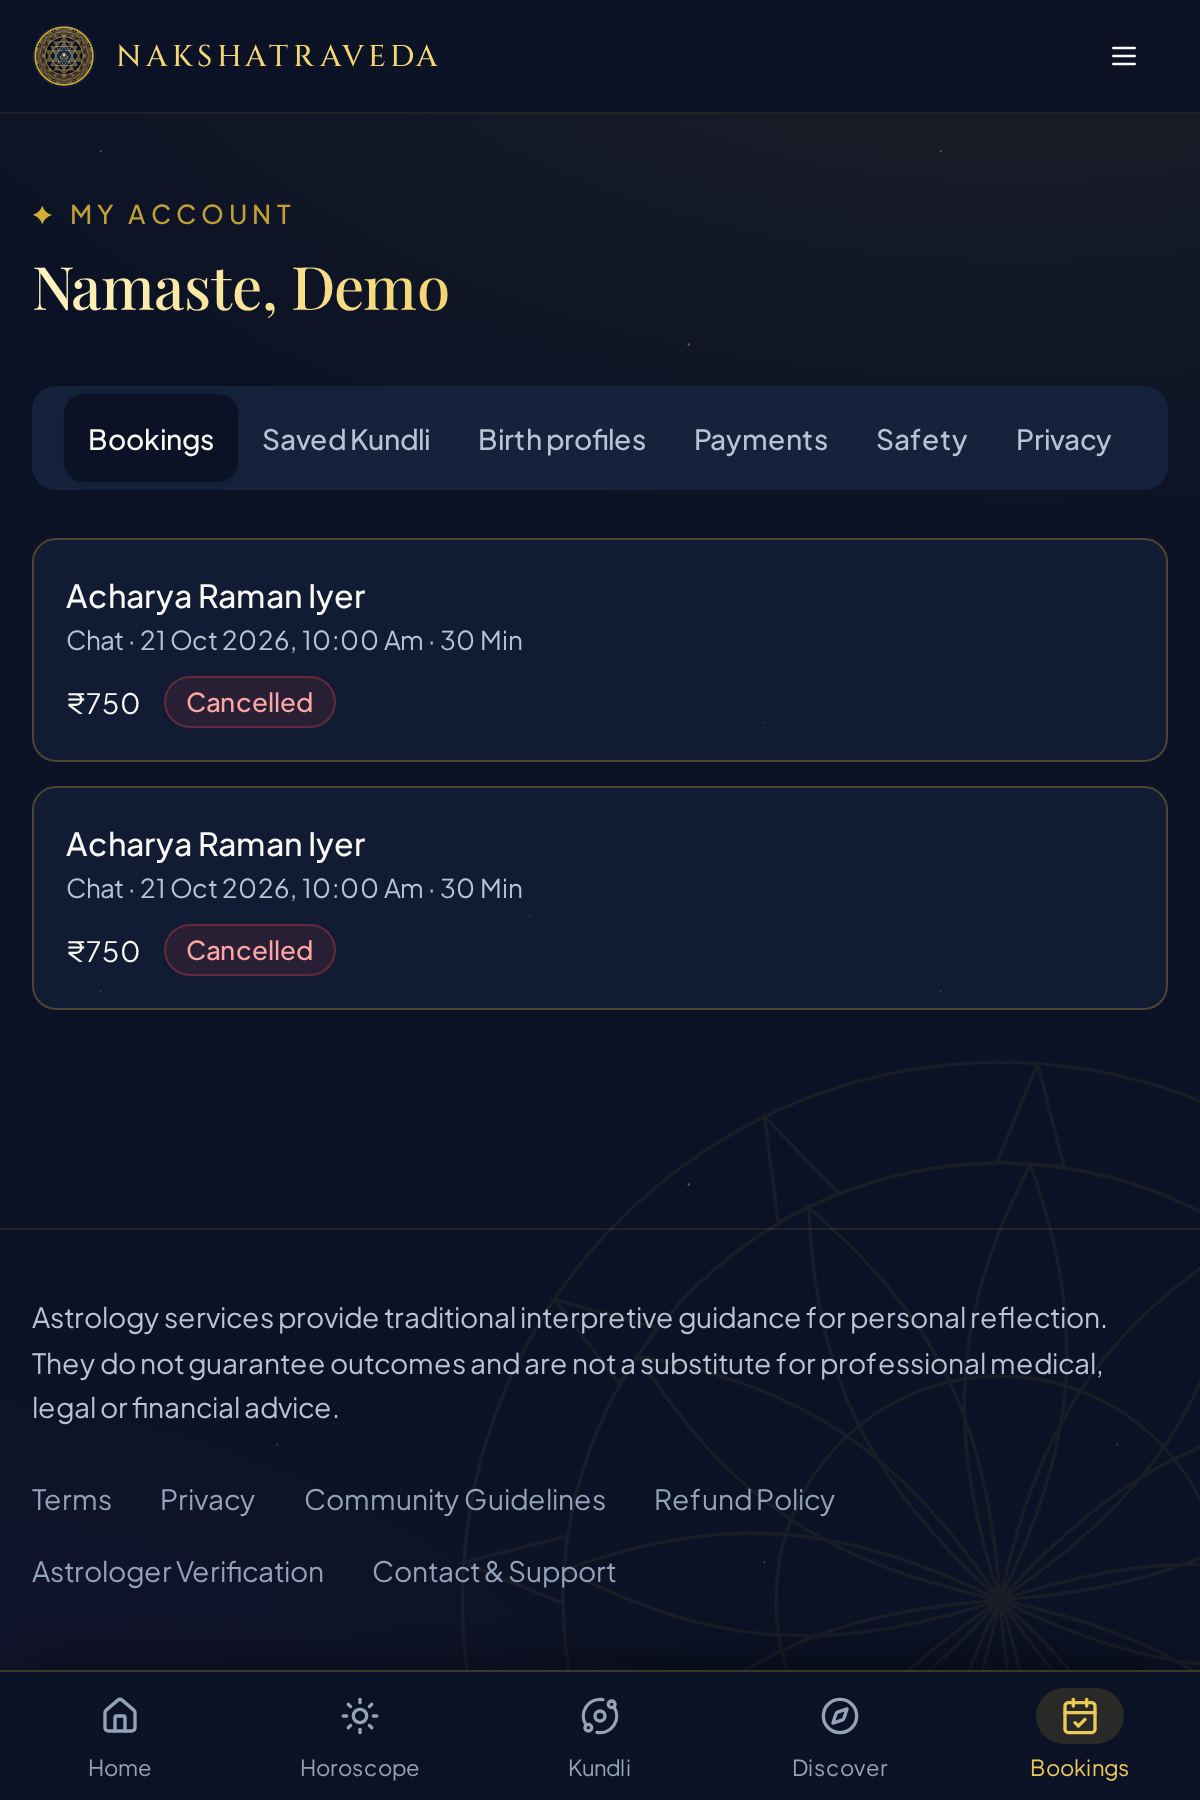 NAKSHATRAVEDA
✦ MY ACCOUNT
Namaste, Demo
Bookings Saved Kundli Birth profiles Payments Safety Privacy
Acharya Raman Iyer
Chat · 21 Oct 2026, 10:00 Am · 30 Min
₹750 Cancelled
Acharya Raman Iyer
Chat · 21 Oct 2026, 10:00 Am · 30 Min
₹750 Cancelled
Astrology services provide traditional interpretive guidance for personal reflection.
They do not guarantee outcomes and are not a substitute for professional medical,
legal or financial advice.
Terms Privacy Community Guidelines Refund Policy
Astrologer Verification Contact & Support
Home Horoscope Kundli Discover Bookings